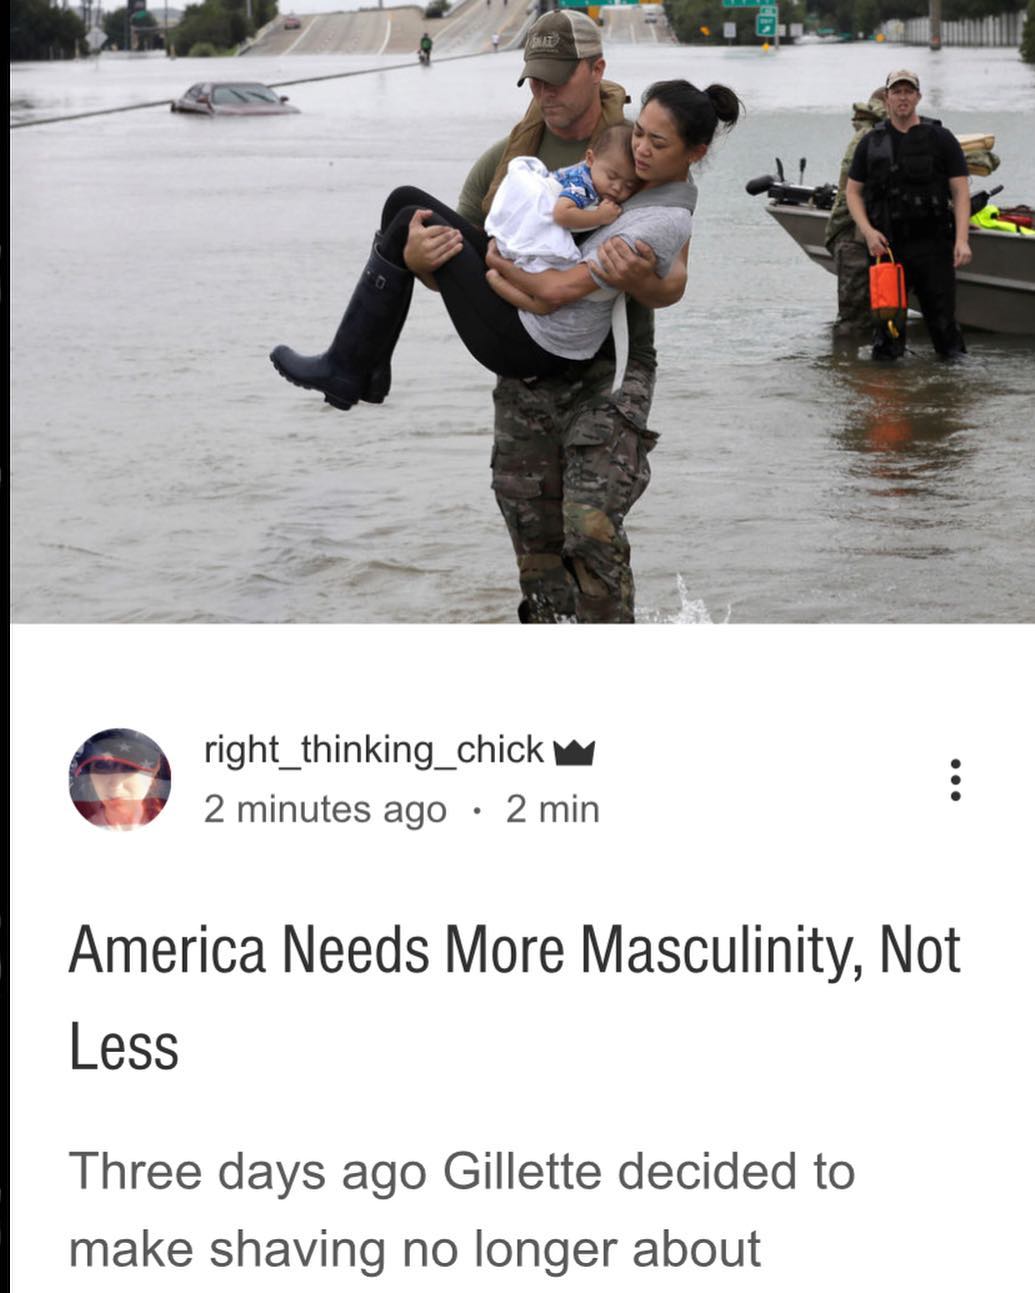 SWAT
right_thinking_chick
2 minutes ago · 2 min
America Needs More Masculinity, Not
Less
Three days ago Gillette decided to
make shaving no longer about